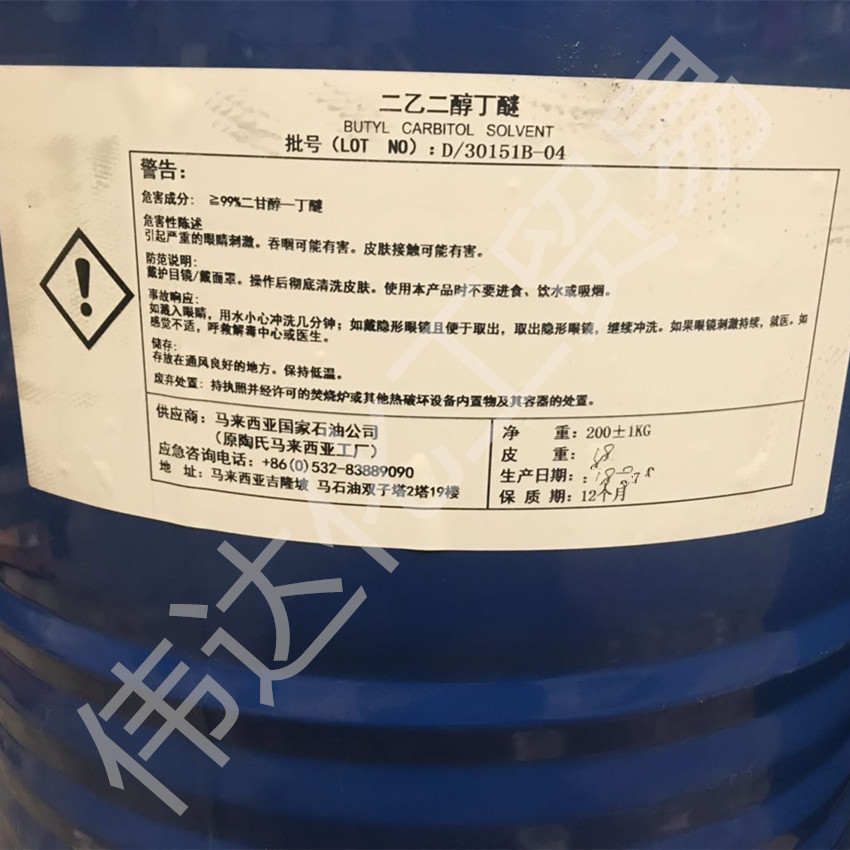 二乙二醇丁醚
BUTYL CARBITOL SOLVENT
批号（LOT NO）：D/30151B-04
警告：
危害成分： ≧99%二甘醇—丁醚
危害性陈述
引起严重的眼睛刺激。吞咽可能有害。皮肤接触可能有害。
防范说明：
戴护目镜/戴面罩。操作后彻底清洗皮肤。使用本产品时不要进食、饮水或吸烟。
事故响应：
如溅入眼睛，用水小心冲洗几分钟；如戴隐形眼镜且便于取出，取出隐形眼镜，继续冲洗。如果眼镜刺激持续，就医。如
感觉不适，呼救解毒中心或医生。
储存：
存放在通风良好的地方。保持低温。
废弃处置：持执照并经许可的焚烧炉或其他热破坏设备内置物及其容器的处置。
供应商：马来西亚国家石油公司
（原陶氏马来西亚工厂）
应急咨询电话：+86(0)532-83889090
地 址：马来西亚吉隆坡 马石油双子塔2塔19楼
净 重：200±1KG
皮 重：18
生产日期：
保 质 期：12个月
伟达化工贸易